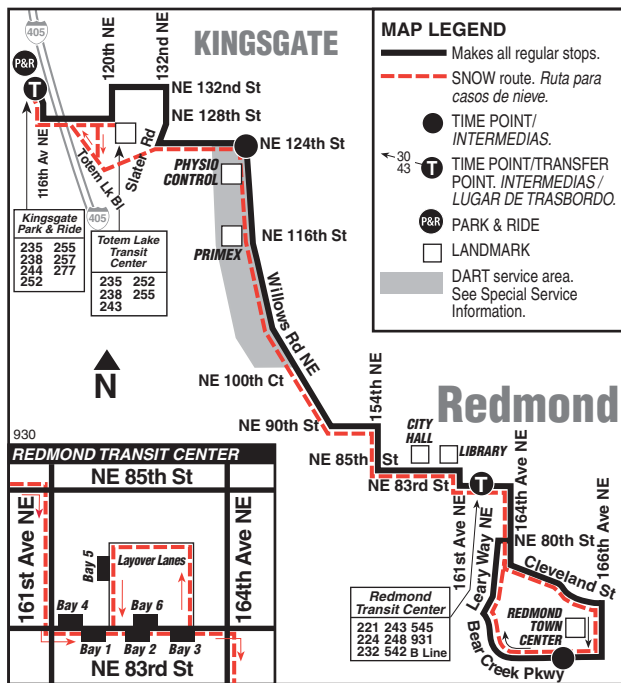 405
P&R
T
120th NE
132nd NE
KINGSGATE
NE 132nd St
NE 128th St
NE 124th St
116th Av NE
Totem Lk Bl
Slater Rd
405
PHYSIO
CONTROL
PRIMEX
NE 116th St
Willows Rd NE
NE 100th Ct
Kingsgate
Park & Ride
235 255
238 257
244 277
252
Totem Lake
Transit
Center
235 252
238 255
243
N
MAP LEGEND
Makes all regular stops.
SNOW route. Ruta para
casos de nieve.
TIME POINT/
INTERMEDIAS.
30
43
T
TIME POINT/TRANSFER
POINT. INTERMEDIAS /
LUGAR DE TRASBORDO.
P&R
PARK & RIDE
LANDMARK
DART service area.
See Special Service
Information.
Redmond
154th NE
NE 90th St
CITY
HALL
LIBRARY
NE 85th St
NE 83rd St
T
161st Ave NE
164th Ave NE
166th Ave NE
NE 80th St
Leary Way NE
Cleveland St
REDMOND
TOWN
CENTER
Bear Creek Pkwy
Redmond
Transit Center
221 243 545
224 248 931
232 542 B Line
930
REDMOND TRANSIT CENTER
NE 85th St
161st Ave NE
164th Ave NE
Bay 5
Layover Lanes
Bay 4
Bay 6
Bay 1
Bay 2
Bay 3
NE 83rd St